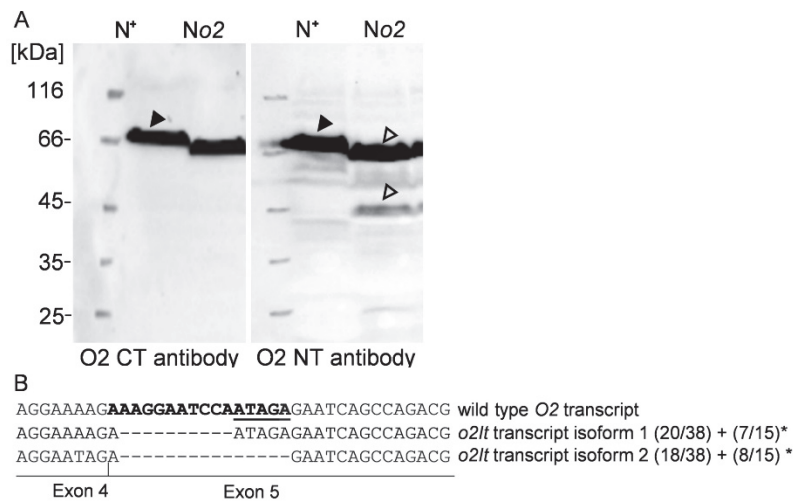 A
N⁺ No2 N⁺ No2
[kDa]
116
66-
45-
35-
25-
O2 CT antibody O2 NT antibody
B
AGGAAAAGAAAGGAATCCAATAGAGAATCAGCCAGACG wild type O2 transcript
AGGAAAAGA----------ATAGAGAATCAGCCAGACG o2It transcript isoform 1 (20/38) + (7/15)*
AGGAATAGA---------------GAATCAGCCAGACG o2It transcript isoform 2 (18/38) + (8/15) *
Exon 4 Exon 5